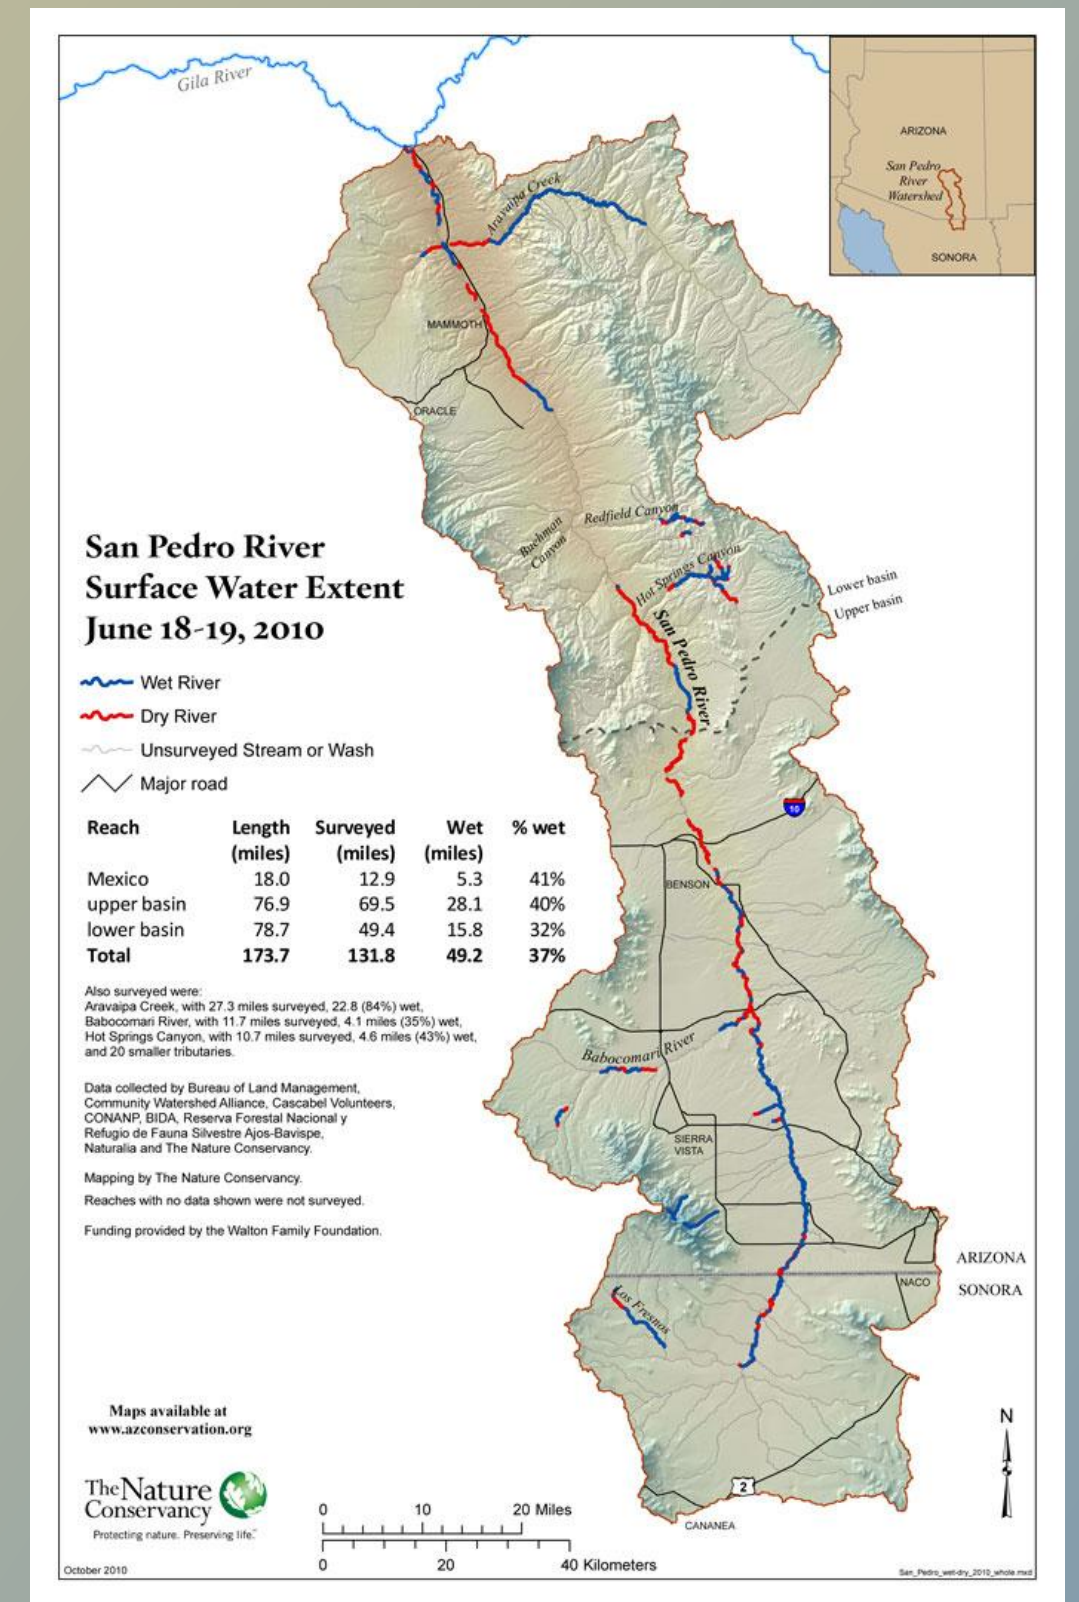 Gila River
ARIZONA
San Pedro
River
Watershed
SONORA
Aravaipa Creek
MAMMOTH
ORACLE
Redfield Canyon
Buehman
Canyon
Hot Springs Canyon
San Pedro River
Lower basin
Upper basin
San Pedro River
Surface Water Extent
June 18-19, 2010
Wet River
Dry River
Unsurveyed Stream or Wash
Major road
10
Reach Length Surveyed Wet % wet
(miles) (miles) (miles)
Mexico 18.0 12.9 5.3 41%
upper basin 76.9 69.5 28.1 40%
lower basin 78.7 49.4 15.8 32%
Total 173.7 131.8 49.2 37%
BENSON
Also surveyed were:
Aravaipa Creek, with 27.3 miles surveyed, 22.8 (84%) wet,
Babocomari River, with 11.7 miles surveyed, 4.1 miles (35%) wet,
Hot Springs Canyon, with 10.7 miles surveyed, 4.6 miles (43%) wet,
and 20 smaller tributaries.
Babocomari River
Data collected by Bureau of Land Management,
Community Watershed Alliance, Cascabel Volunteers,
CONANP, BIDA, Reserva Forestal Nacional y
Refugio de Fauna Silvestre Ajos-Bavispe,
Naturalia and The Nature Conservancy.
SIERRA
VISTA
Mapping by The Nature Conservancy.
Reaches with no data shown were not surveyed.
Funding provided by the Walton Family Foundation.
ARIZONA
NACO
SONORA
Los Fresnos
Maps available at
www.azconservation.org
N
2
CANANEA
The Nature
Conservancy
Protecting nature. Preserving life.™
0 10 20 Miles
0 20 40 Kilometers
October 2010
San_Pedro_wet-dry_2010_whole.mxd